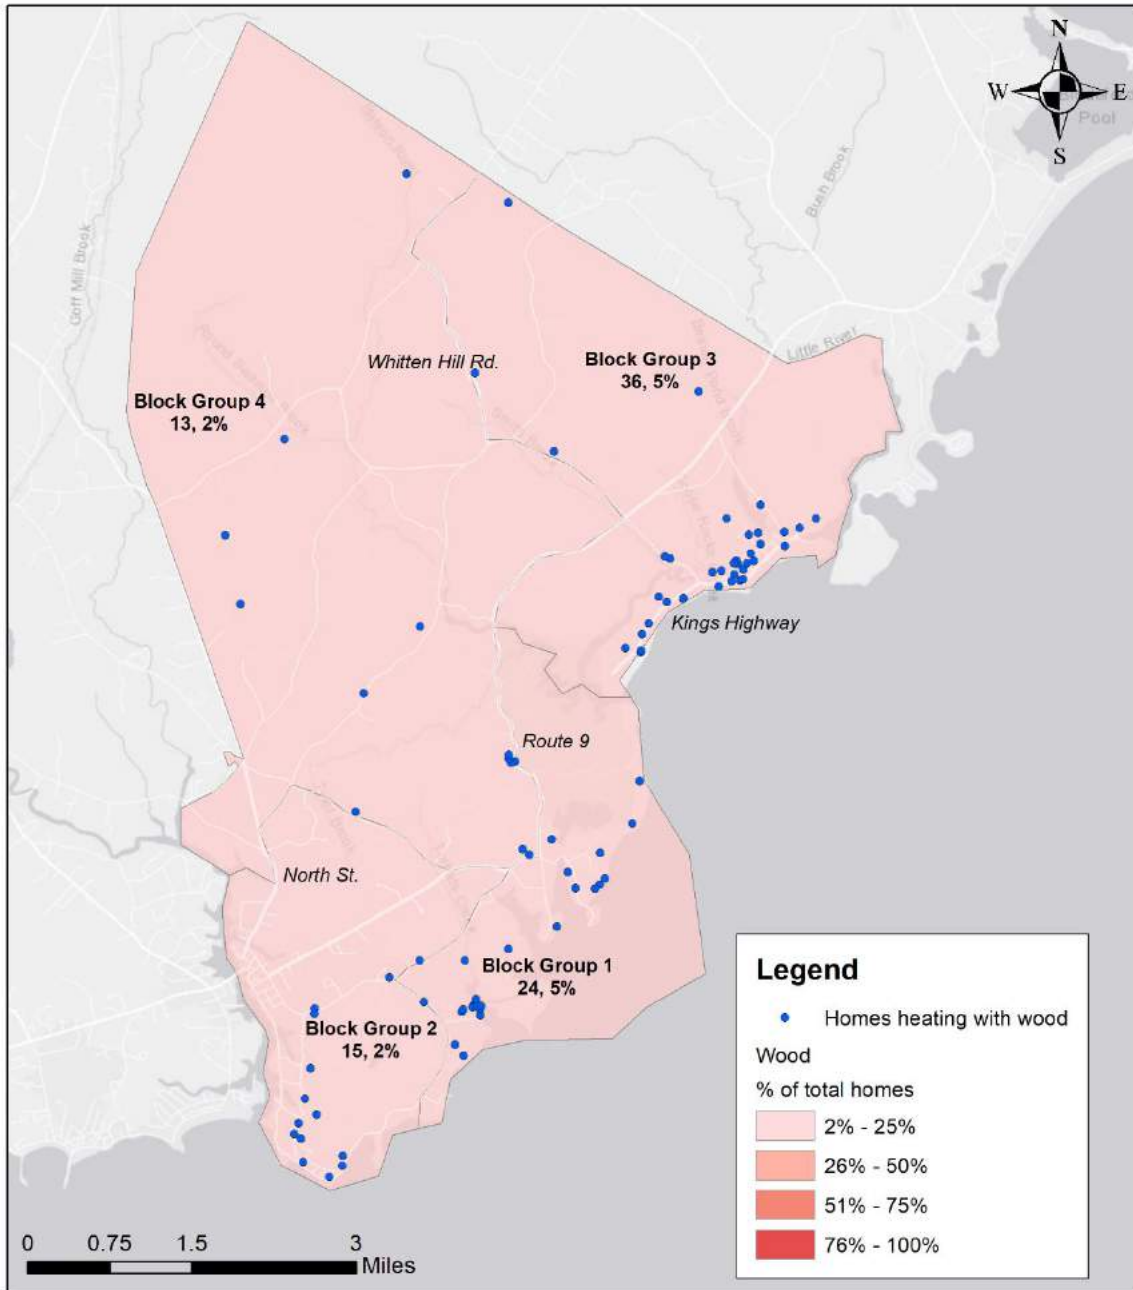 N
W
E
S
Pool
Bush Brook
Goff Mill Brook
Little River
Whitten Hill Rd.
Block Group 3
36, 5%
Block Group 4
13, 2%
Kings Highway
Route 9
North St.
Block Group 1
24, 5%
Block Group 2
15, 2%
Legend
Homes heating with wood
Wood
% of total homes
2% - 25%
26% - 50%
51% - 75%
76% - 100%
0 0.75 1.5 3
Miles